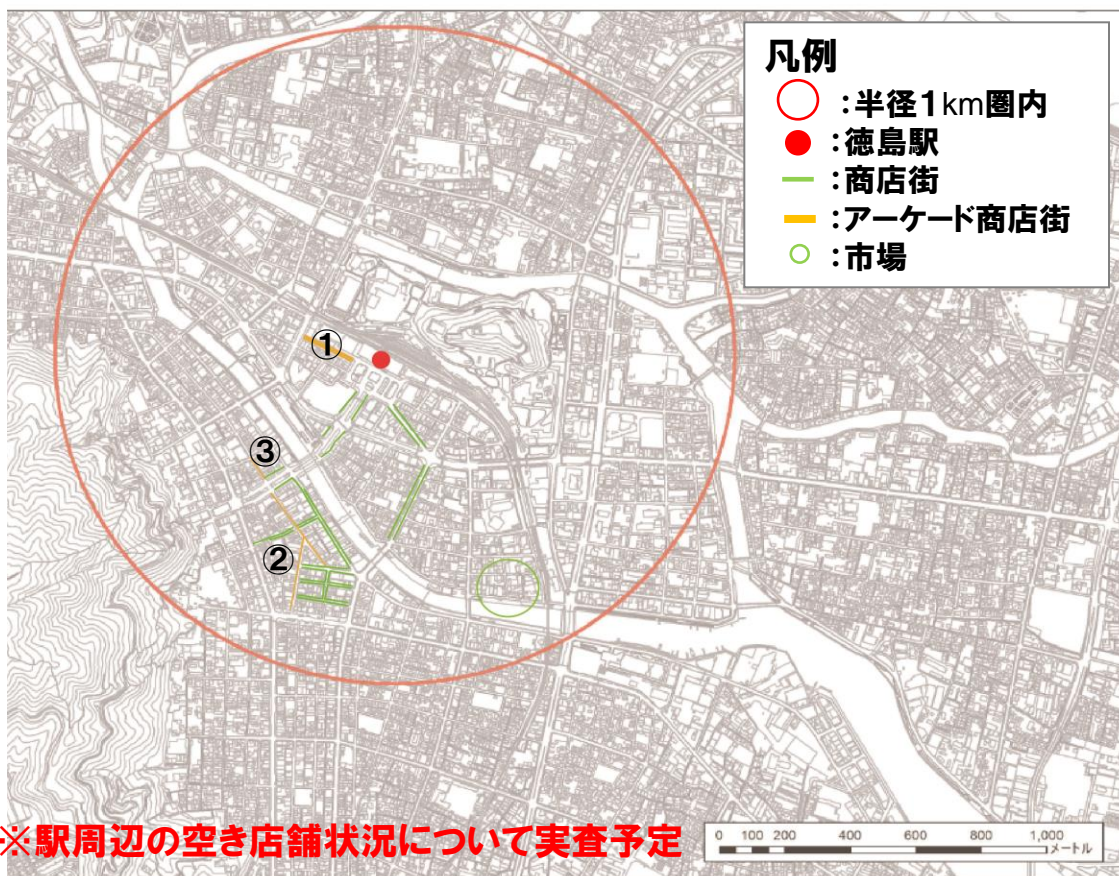 凡例
:半径1km圏内
:徳島駅
:商店街
:アーケード商店街
:市場
①
③
②
※駅周辺の空き店舗状況について実査予定
0 100 200 400 600 800 1,000
メートル